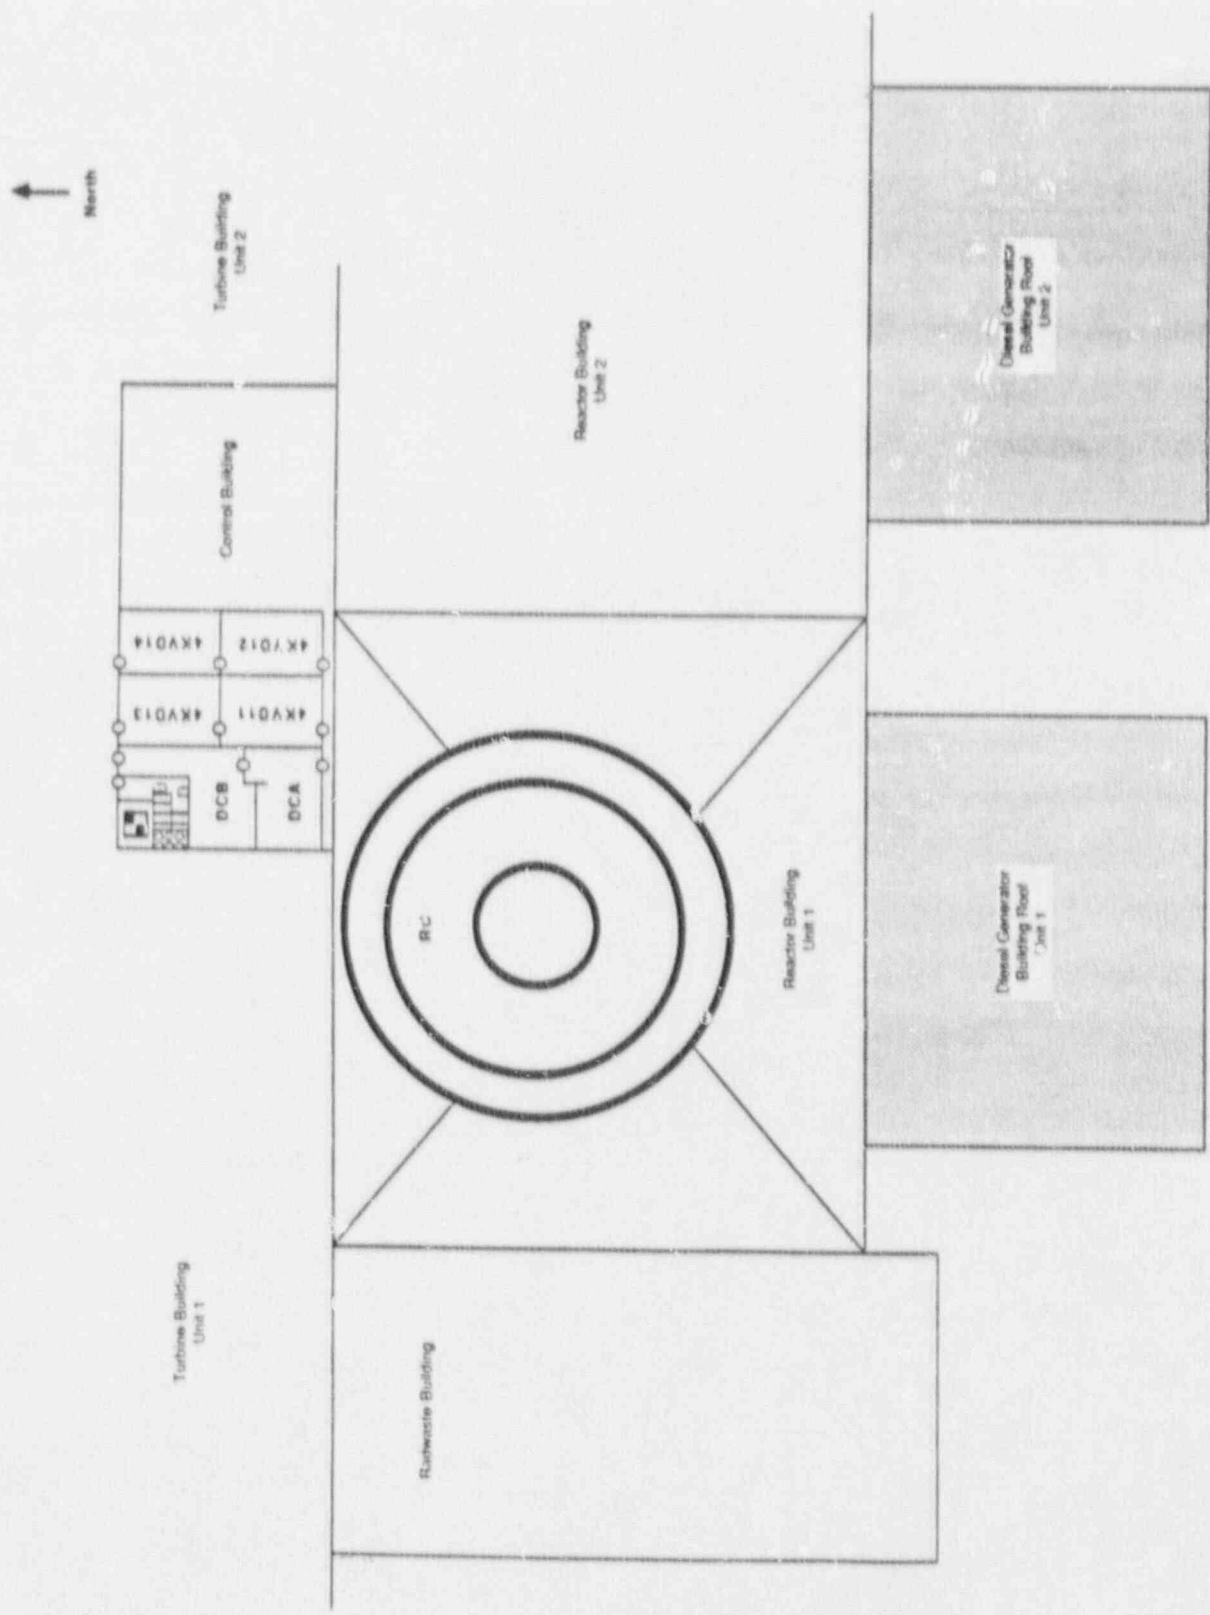 North
Turbine Building
Unit 2
Control Building
Reactor Building
Unit 2
Diesel Generator
Building Roof
Unit 2
4KVD14
4KVD12
4KVD13
4KVD11
DCB
DCA
RC
Reactor Building
Unit 1
Diesel Generator
Building Roof
Unit 1
Turbine Building
Unit 1
Radwaste Building